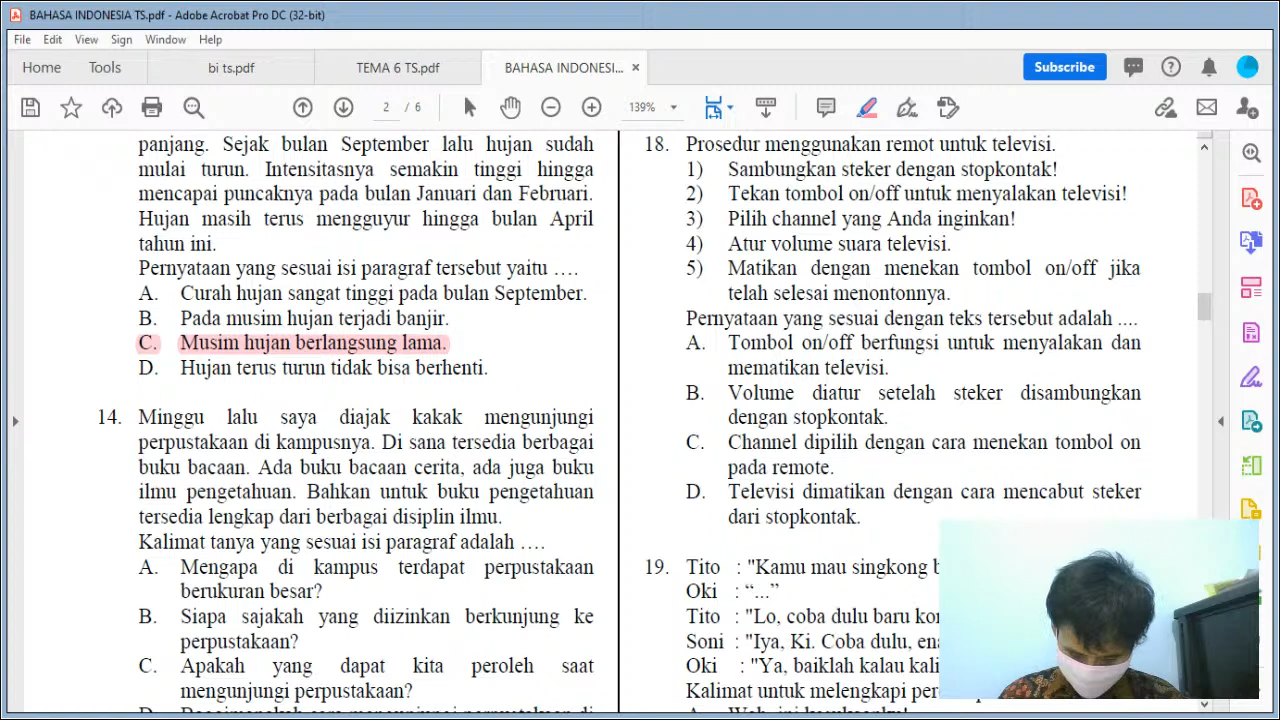 BAHASA INDONESIA TS.pdf - Adobe Acrobat Pro DC (32-bit)
File Edit View Sign Window Help
Home Tools bi ts.pdf TEMA 6 TS.pdf BAHASA INDONESI... × Subscribe
2 / 6 139%
panjang. Sejak bulan September lalu hujan sudah
mulai turun. Intensitasnya semakin tinggi hingga
mencapai puncaknya pada bulan Januari dan Februari.
Hujan masih terus mengguyur hingga bulan April
tahun ini.
Pernyataan yang sesuai isi paragraf tersebut yaitu ….
A. Curah hujan sangat tinggi pada bulan September.
B. Pada musim hujan terjadi banjir.
C. Musim hujan berlangsung lama.
D. Hujan terus turun tidak bisa berhenti.
14. Minggu lalu saya diajak kakak mengunjungi
perpustakaan di kampusnya. Di sana tersedia berbagai
buku bacaan. Ada buku bacaan cerita, ada juga buku
ilmu pengetahuan. Bahkan untuk buku pengetahuan
tersedia lengkap dari berbagai disiplin ilmu.
Kalimat tanya yang sesuai isi paragraf adalah ….
A. Mengapa di kampus terdapat perpustakaan
berukuran besar?
B. Siapa sajakah yang diizinkan berkunjung ke
perpustakaan?
C. Apakah yang dapat kita peroleh saat
mengunjungi perpustakaan?
18. Prosedur menggunakan remot untuk televisi.
1) Sambungkan steker dengan stopkontak!
2) Tekan tombol on/off untuk menyalakan televisi!
3) Pilih channel yang Anda inginkan!
4) Atur volume suara televisi.
5) Matikan dengan menekan tombol on/off jika
telah selesai menontonnya.
Pernyataan yang sesuai dengan teks tersebut adalah ....
A. Tombol on/off berfungsi untuk menyalakan dan
mematikan televisi.
B. Volume diatur setelah steker disambungkan
dengan stopkontak.
C. Channel dipilih dengan cara menekan tombol on
pada remote.
D. Televisi dimatikan dengan cara mencabut steker
dari stopkontak.
19. Tito : "Kamu mau singkong
Oki : “...”
Tito : "Lo, coba dulu baru
Soni : "Iya, Ki. Coba dulu,
Oki : "Ya, baiklah kalau
Kalimat untuk melengkapi